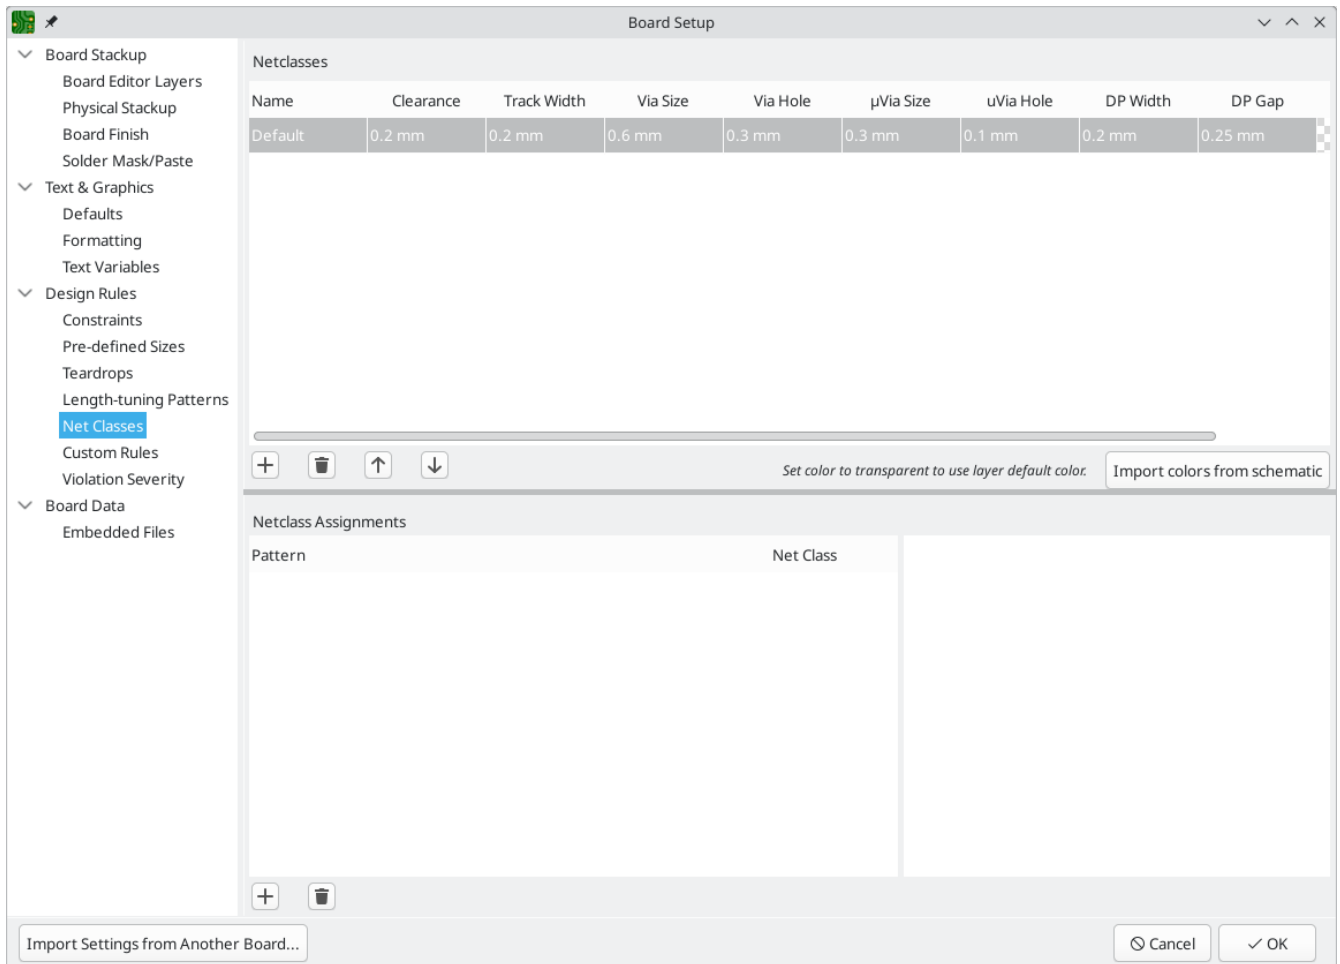 Board Setup
Board Stackup
Board Editor Layers
Physical Stackup
Board Finish
Solder Mask/Paste
Text & Graphics
Defaults
Formatting
Text Variables
Design Rules
Constraints
Pre-defined Sizes
Teardrops
Length-tuning Patterns
Net Classes
Custom Rules
Violation Severity
Board Data
Embedded Files
Netclasses
Name Clearance Track Width Via Size Via Hole µVia Size uVia Hole DP Width DP Gap
Default 0.2 mm 0.2 mm 0.6 mm 0.3 mm 0.3 mm 0.1 mm 0.2 mm 0.25 mm
Set color to transparent to use layer default color. Import colors from schematic
Netclass Assignments
Pattern Net Class
Import Settings from Another Board... Cancel OK